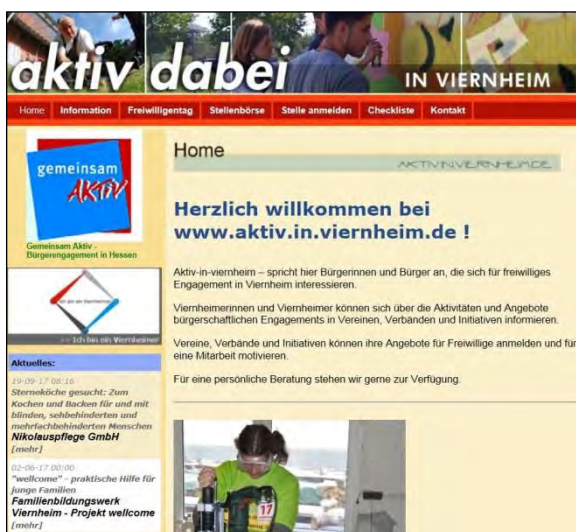 aktiv dabei
IN VIERNHEIM
Home Information Freiwilligentag Stellenbörse Stelle anmelden Checkliste Kontakt
gemeinsam
AKTIV
Gemeinsam Aktiv -
Bürgerengagement in Hessen
Ich bin ein Viernheimer
>> Ich bin ein Viernheimer
Aktuelles:
19-09-17 08:16
Sterneköche gesucht: Zum
Kochen und Backen für und mit
blinden, sehbehinderten und
mehrfachbehinderten Menschen
Nikolauspflege GmbH
[mehr]
02-06-17 00:00
"wellcome" - praktische Hilfe für
junge Familien
Familienbildungswerk
Viernheim - Projekt wellcome
[mehr]
Home
AKTIV.IN.VIERNHEIM.DE
Herzlich willkommen bei
www.aktiv.in.viernheim.de !
Aktiv-in-viernheim – spricht hier Bürgerinnen und Bürger an, die sich für freiwilliges
Engagement in Viernheim interessieren.
Viernheimerinnen und Viernheimer können sich über die Aktivitäten und Angebote
bürgerschaftlichen Engagements in Vereinen, Verbänden und Initiativen informieren.
Vereine, Verbände und Initiativen können ihre Angebote für Freiwillige anmelden und für
eine Mitarbeit motivieren.
Für eine persönliche Beratung stehen wir gerne zur Verfügung.
17